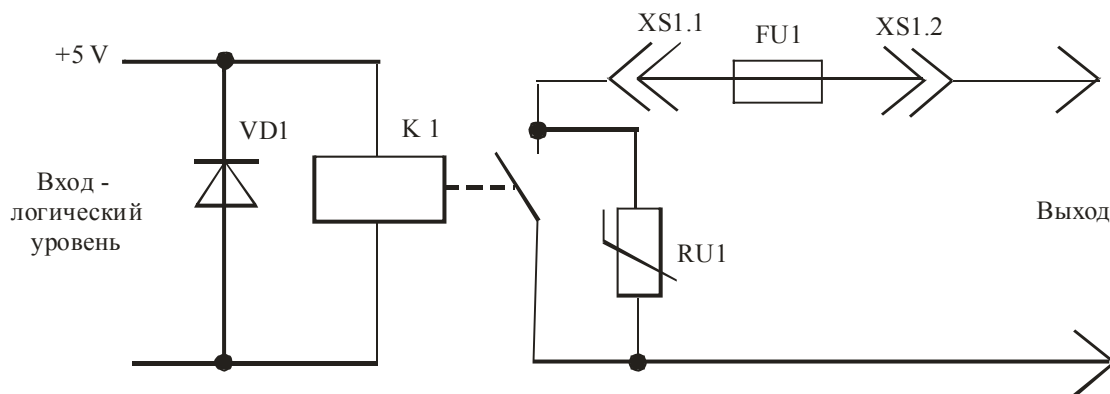 XS1.1
FU1
XS1.2
+5 V
VD1
K 1
Вход -
логический
уровень
Выход
RU1